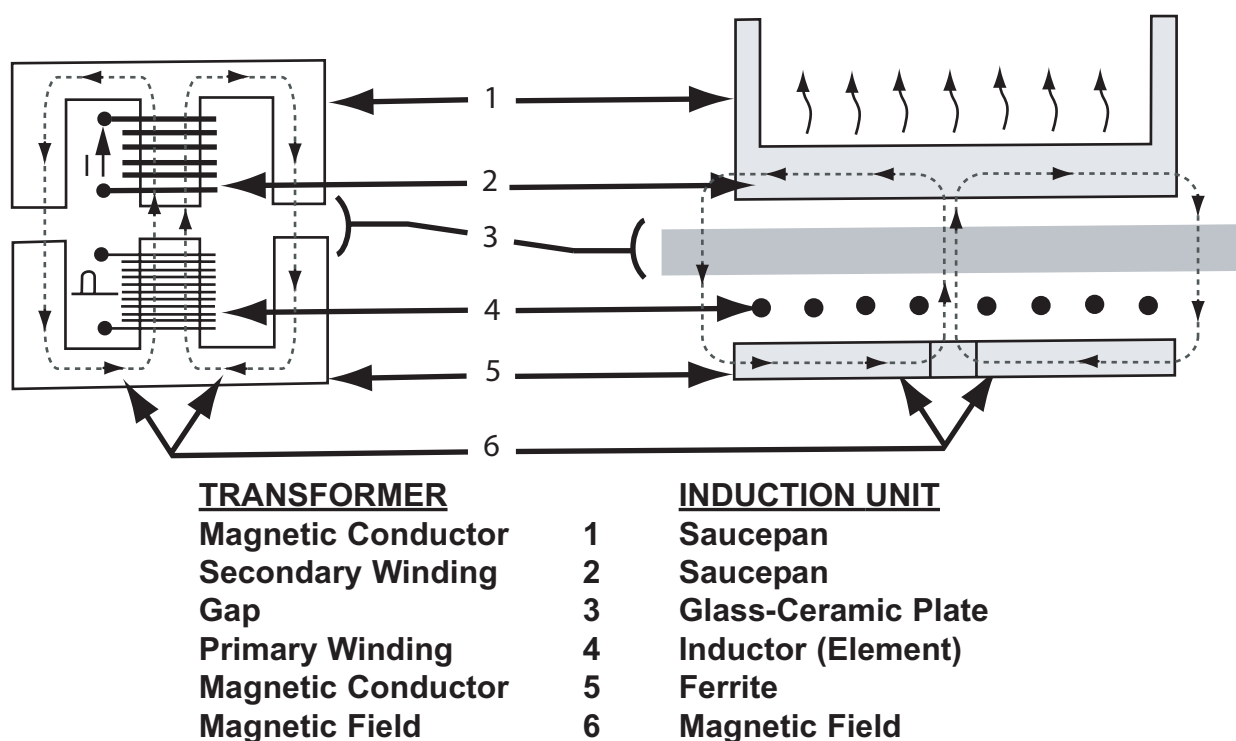 1
I
2
3
4
5
6
TRANSFORMER INDUCTION UNIT
Magnetic Conductor 1 Saucepan
Secondary Winding 2 Saucepan
Gap 3 Glass-Ceramic Plate
Primary Winding 4 Inductor (Element)
Magnetic Conductor 5 Ferrite
Magnetic Field 6 Magnetic Field